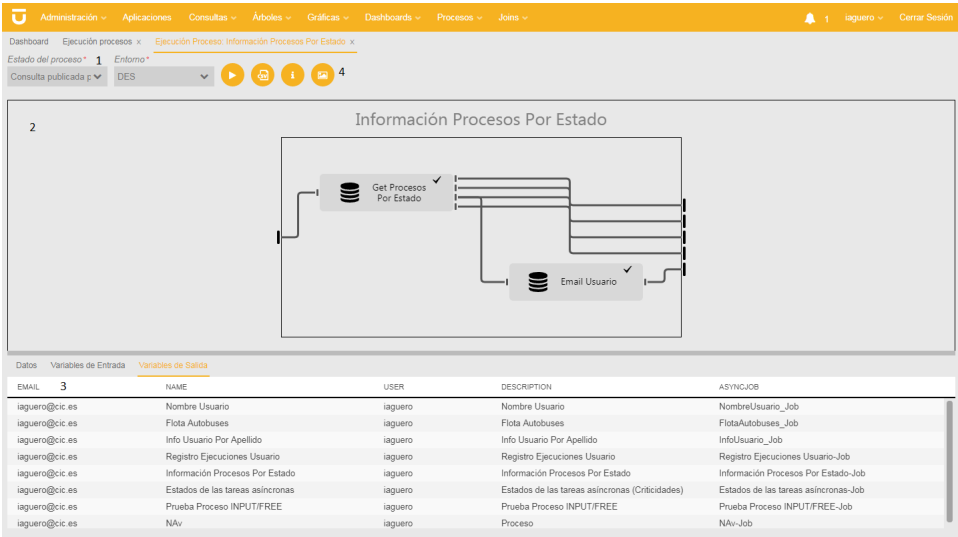 Administración Aplicaciones Consultas Árboles Gráficas Dashboards Procesos Joins 1 iaguero Cerrar Sesión
Dashboard Ejecución procesos x Ejecución Proceso: Información Procesos Por Estado x
Estado del proceso* 1 Entorno*
Consulta publicada p DES 4
2 Información Procesos Por Estado
Get Procesos
Por Estado
Email Usuario
Datos Variables de Entrada Variables de Salida
EMAIL 3 NAME USER DESCRIPTION ASYNCJOB
iaguero@cic.es Nombre Usuario iaguero Nombre Usuario NombreUsuario_Job
iaguero@cic.es Flota Autobuses iaguero Flota Autobuses FlotaAutobuses_Job
iaguero@cic.es Info Usuario Por Apellido iaguero Info Usuario Por Apellido InfoUsuario_Job
iaguero@cic.es Registro Ejecuciones Usuario iaguero Registro Ejecuciones Usuario Registro Ejecuciones Usuario-Job
iaguero@cic.es Información Procesos Por Estado iaguero Información Procesos Por Estado Información Procesos Por Estado-Job
iaguero@cic.es Estados de las tareas asíncronas iaguero Estados de las tareas asíncronas (Criticidades) Estados de las tareas asíncronas-Job
iaguero@cic.es Prueba Proceso INPUT/FREE iaguero Prueba Proceso INPUT/FREE Prueba Proceso INPUT/FREE-Job
iaguero@cic.es NAv iaguero Proceso NAv-Job